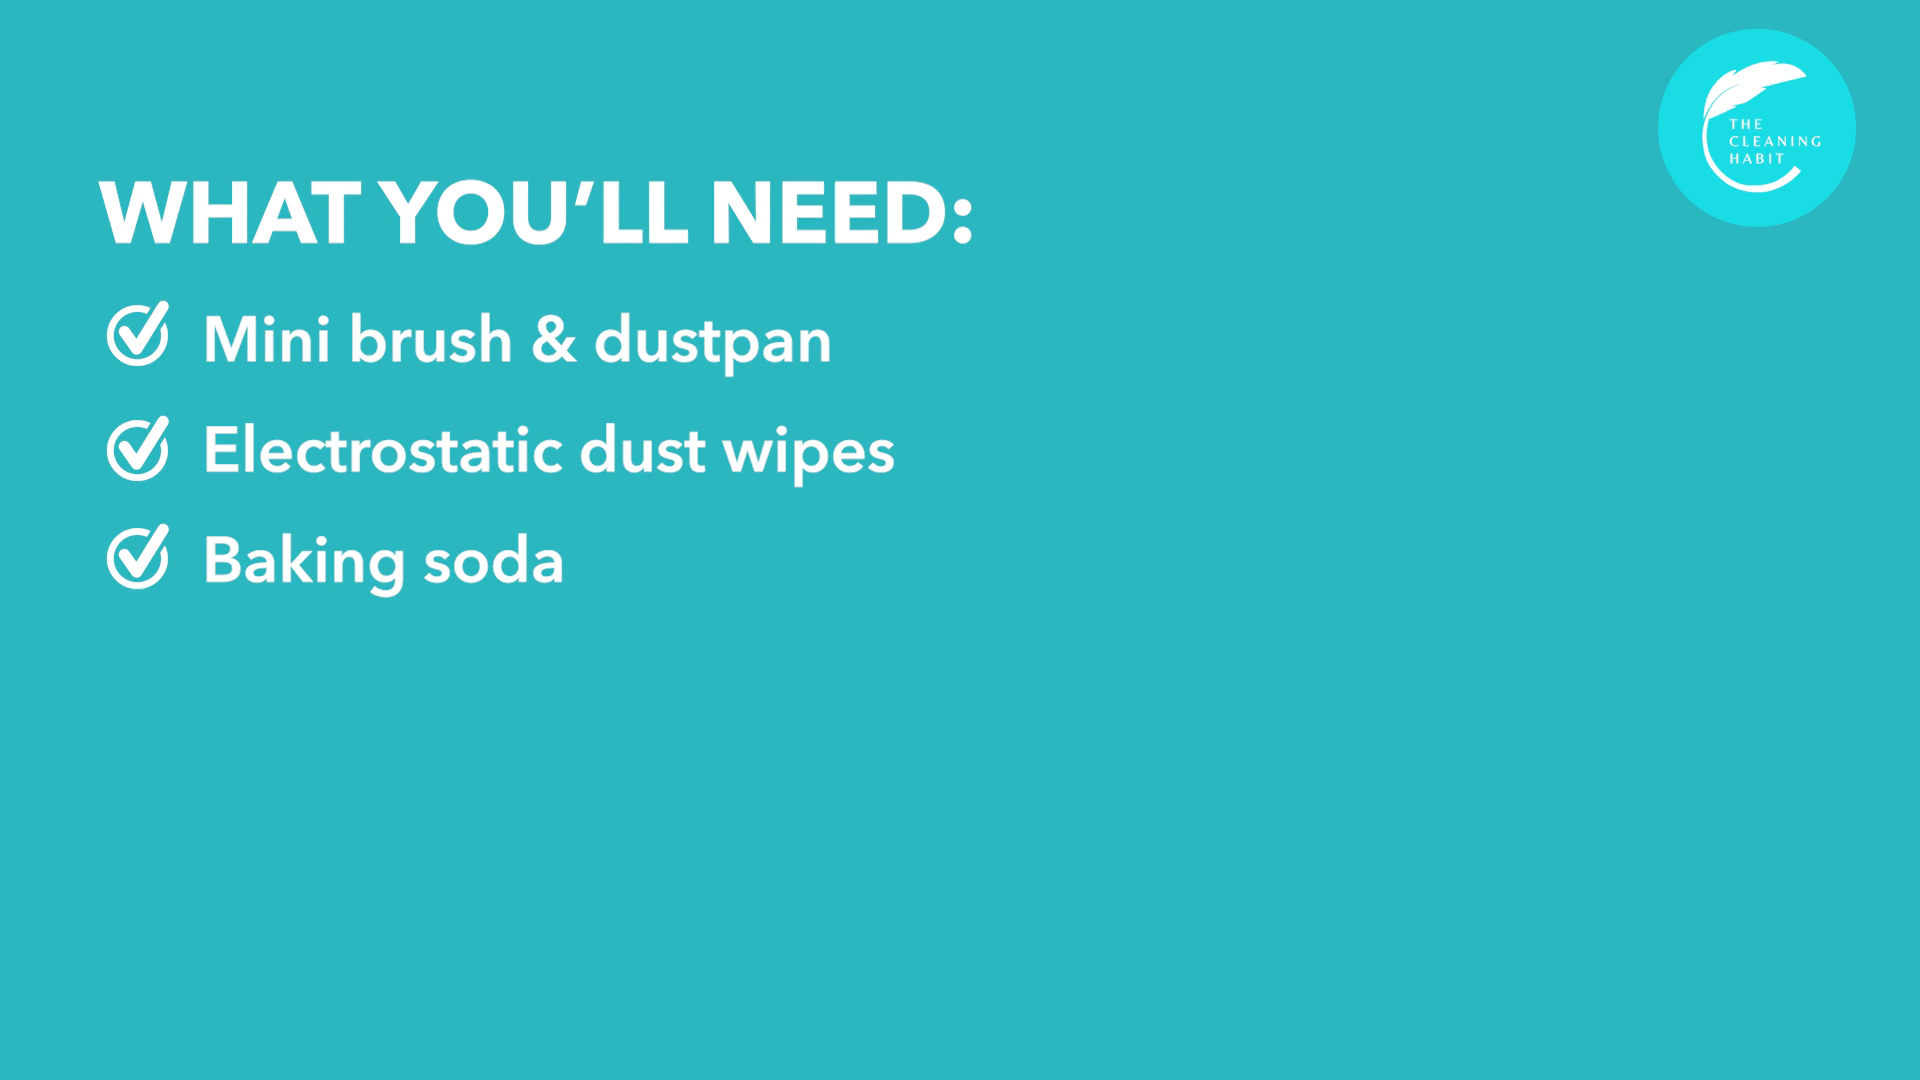 THE
CLEANING
HABIT
WHAT YOU’LL NEED:
Mini brush & dustpan
Electrostatic dust wipes
Baking soda